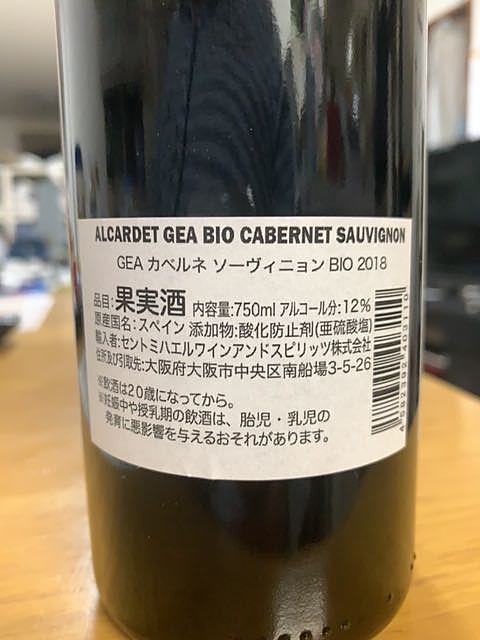 ALCARDET GEA BIO CABERNET SAUVIGNON
GEA カベルネ ソーヴィニョン BIO 2018
品目:果実酒 内容量:750ml アルコール分:12%
原産国名:スペイン 添加物:酸化防止剤(亜硫酸塩)
輸入者:セントミハエルワインアンドスピリッツ株式会社
住所及び引取先:大阪府大阪市中央区南船場3-5-26
※飲酒は20歳になってから。
※妊娠中や授乳期の飲酒は、胎児・乳児の
発育に悪影響を与えるおそれがあります。